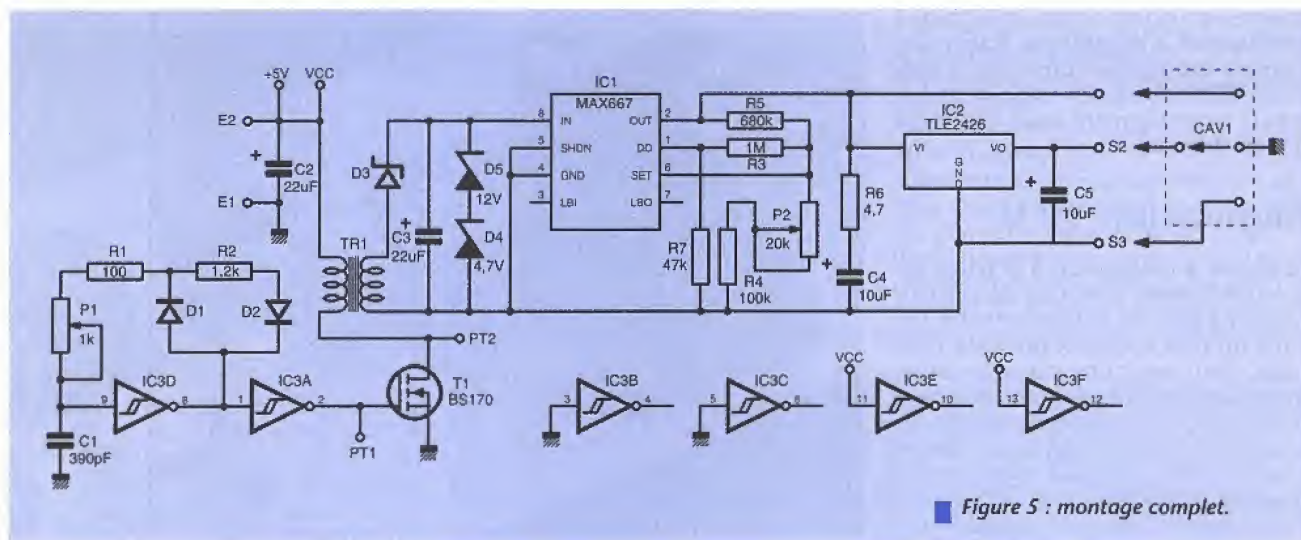 +5V
VCC
E2
C2
22uF
E1
R1
100
R2
1.2k
P1
1k
D1
D2
IC3D
9
8
C1
390pF
IC3A
1
2
PT1
PT2
T1
BS170
TR1
D3
C3
22uF
D5
12V
D4
4,7V
IC1
MAX667
8
IN
5
SHDN
4
GND
3
LBI
OUT
2
DD
1
SET
6
LBO
7
R5
680k
1M
R3
P2
20k
R7
47k
R4
100k
R6
4,7
C4
10uF
IC2
TLE2426
VI
VO
GND
C5
10uF
S2
S3
CAV1
IC3B
3
4
IC3C
5
6
VCC
IC3E
11
10
VCC
IC3F
13
12
Figure 5 : montage complet.